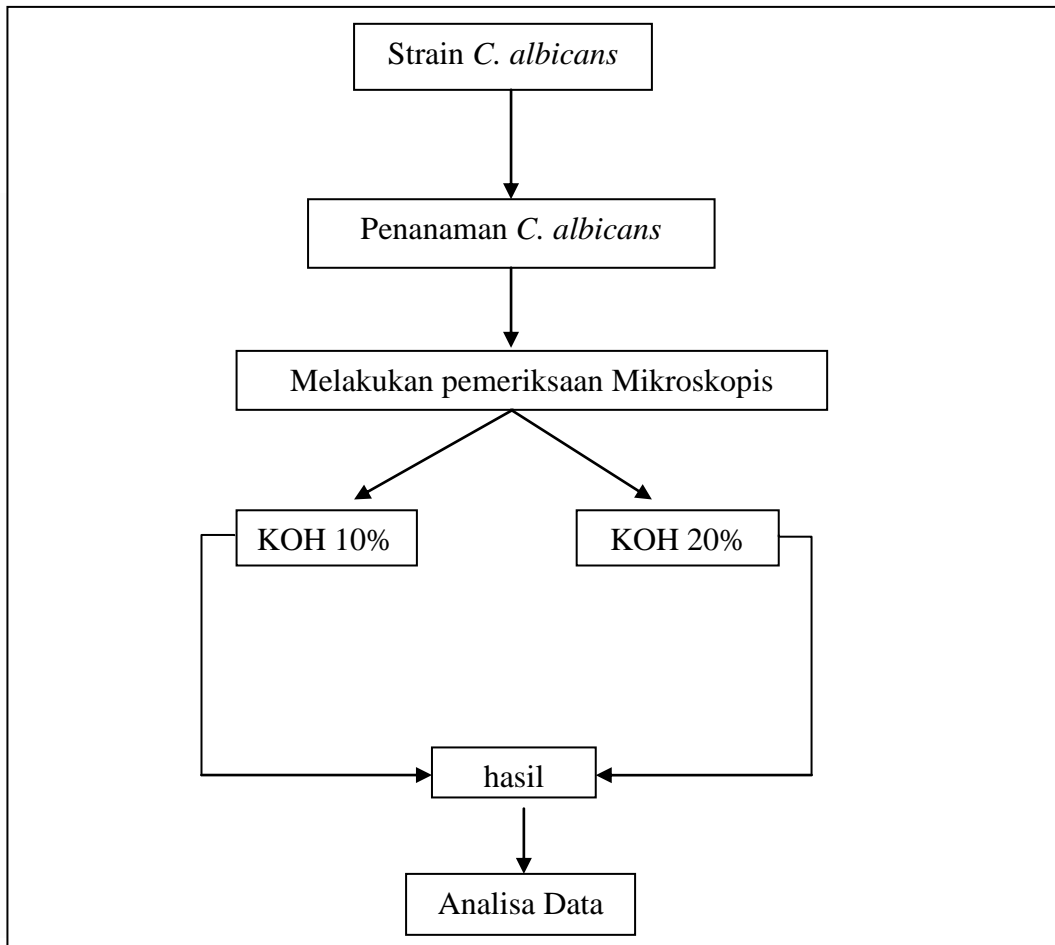 Strain C. albicans
Penanaman C. albicans
Melakukan pemeriksaan Mikroskopis
KOH 10%
KOH 20%
hasil
Analisa Data